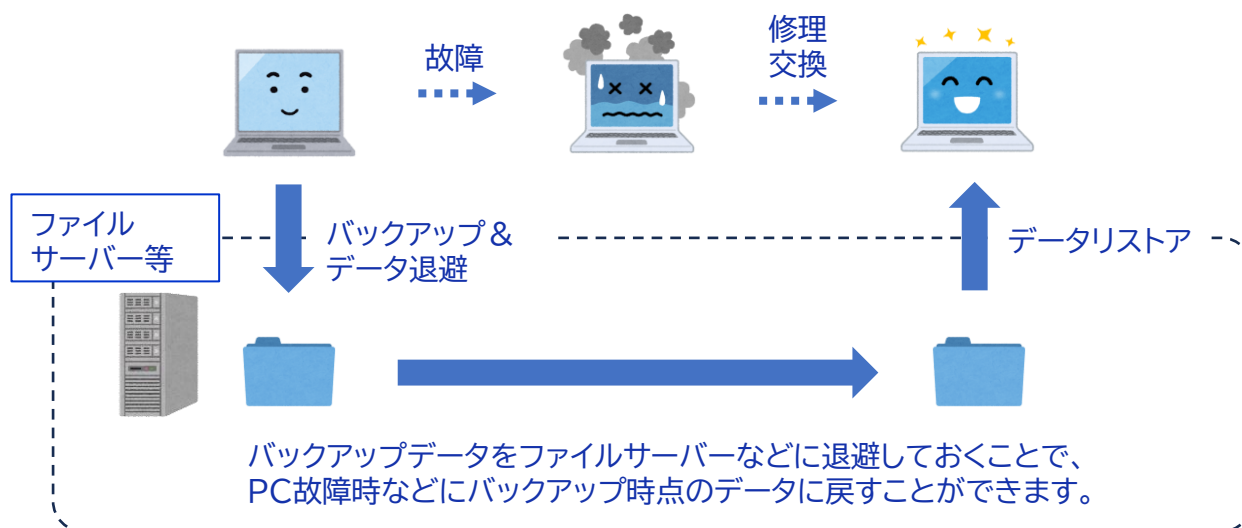 故障
修理
交換
ファイル
サーバー等
バックアップ&
データ退避
データリストア
バックアップデータをファイルサーバーなどに退避しておくことで、
PC故障時などにバックアップ時点のデータに戻すことができます。